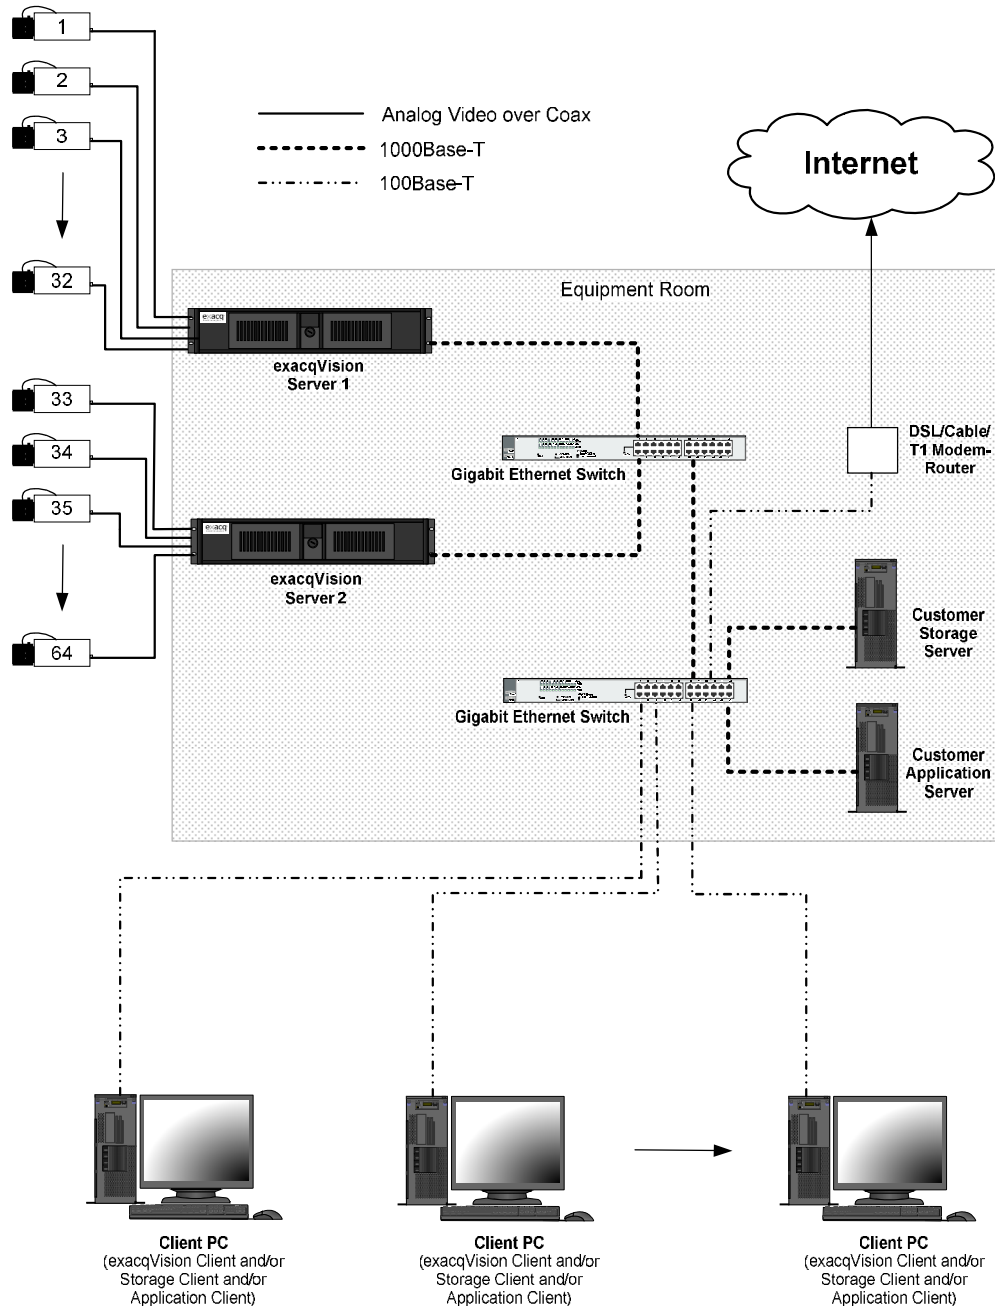 1
2
3
32
Analog Video over Coax
1000Base-T
100Base-T
Internet
Equipment Room
exacq
exacqVision
Server 1
33
34
35
64
exacq
exacqVision
Server 2
Gigabit Ethernet Switch
DSL/Cable/
T1 Modem-
Router
Customer
Storage
Server
Gigabit Ethernet Switch
Customer
Application
Server
Client PC
(exacqVision Client and/or
Storage Client and/or
Application Client)
Client PC
(exacqVision Client and/or
Storage Client and/or
Application Client)
Client PC
(exacqVision Client and/or
Storage Client and/or
Application Client)